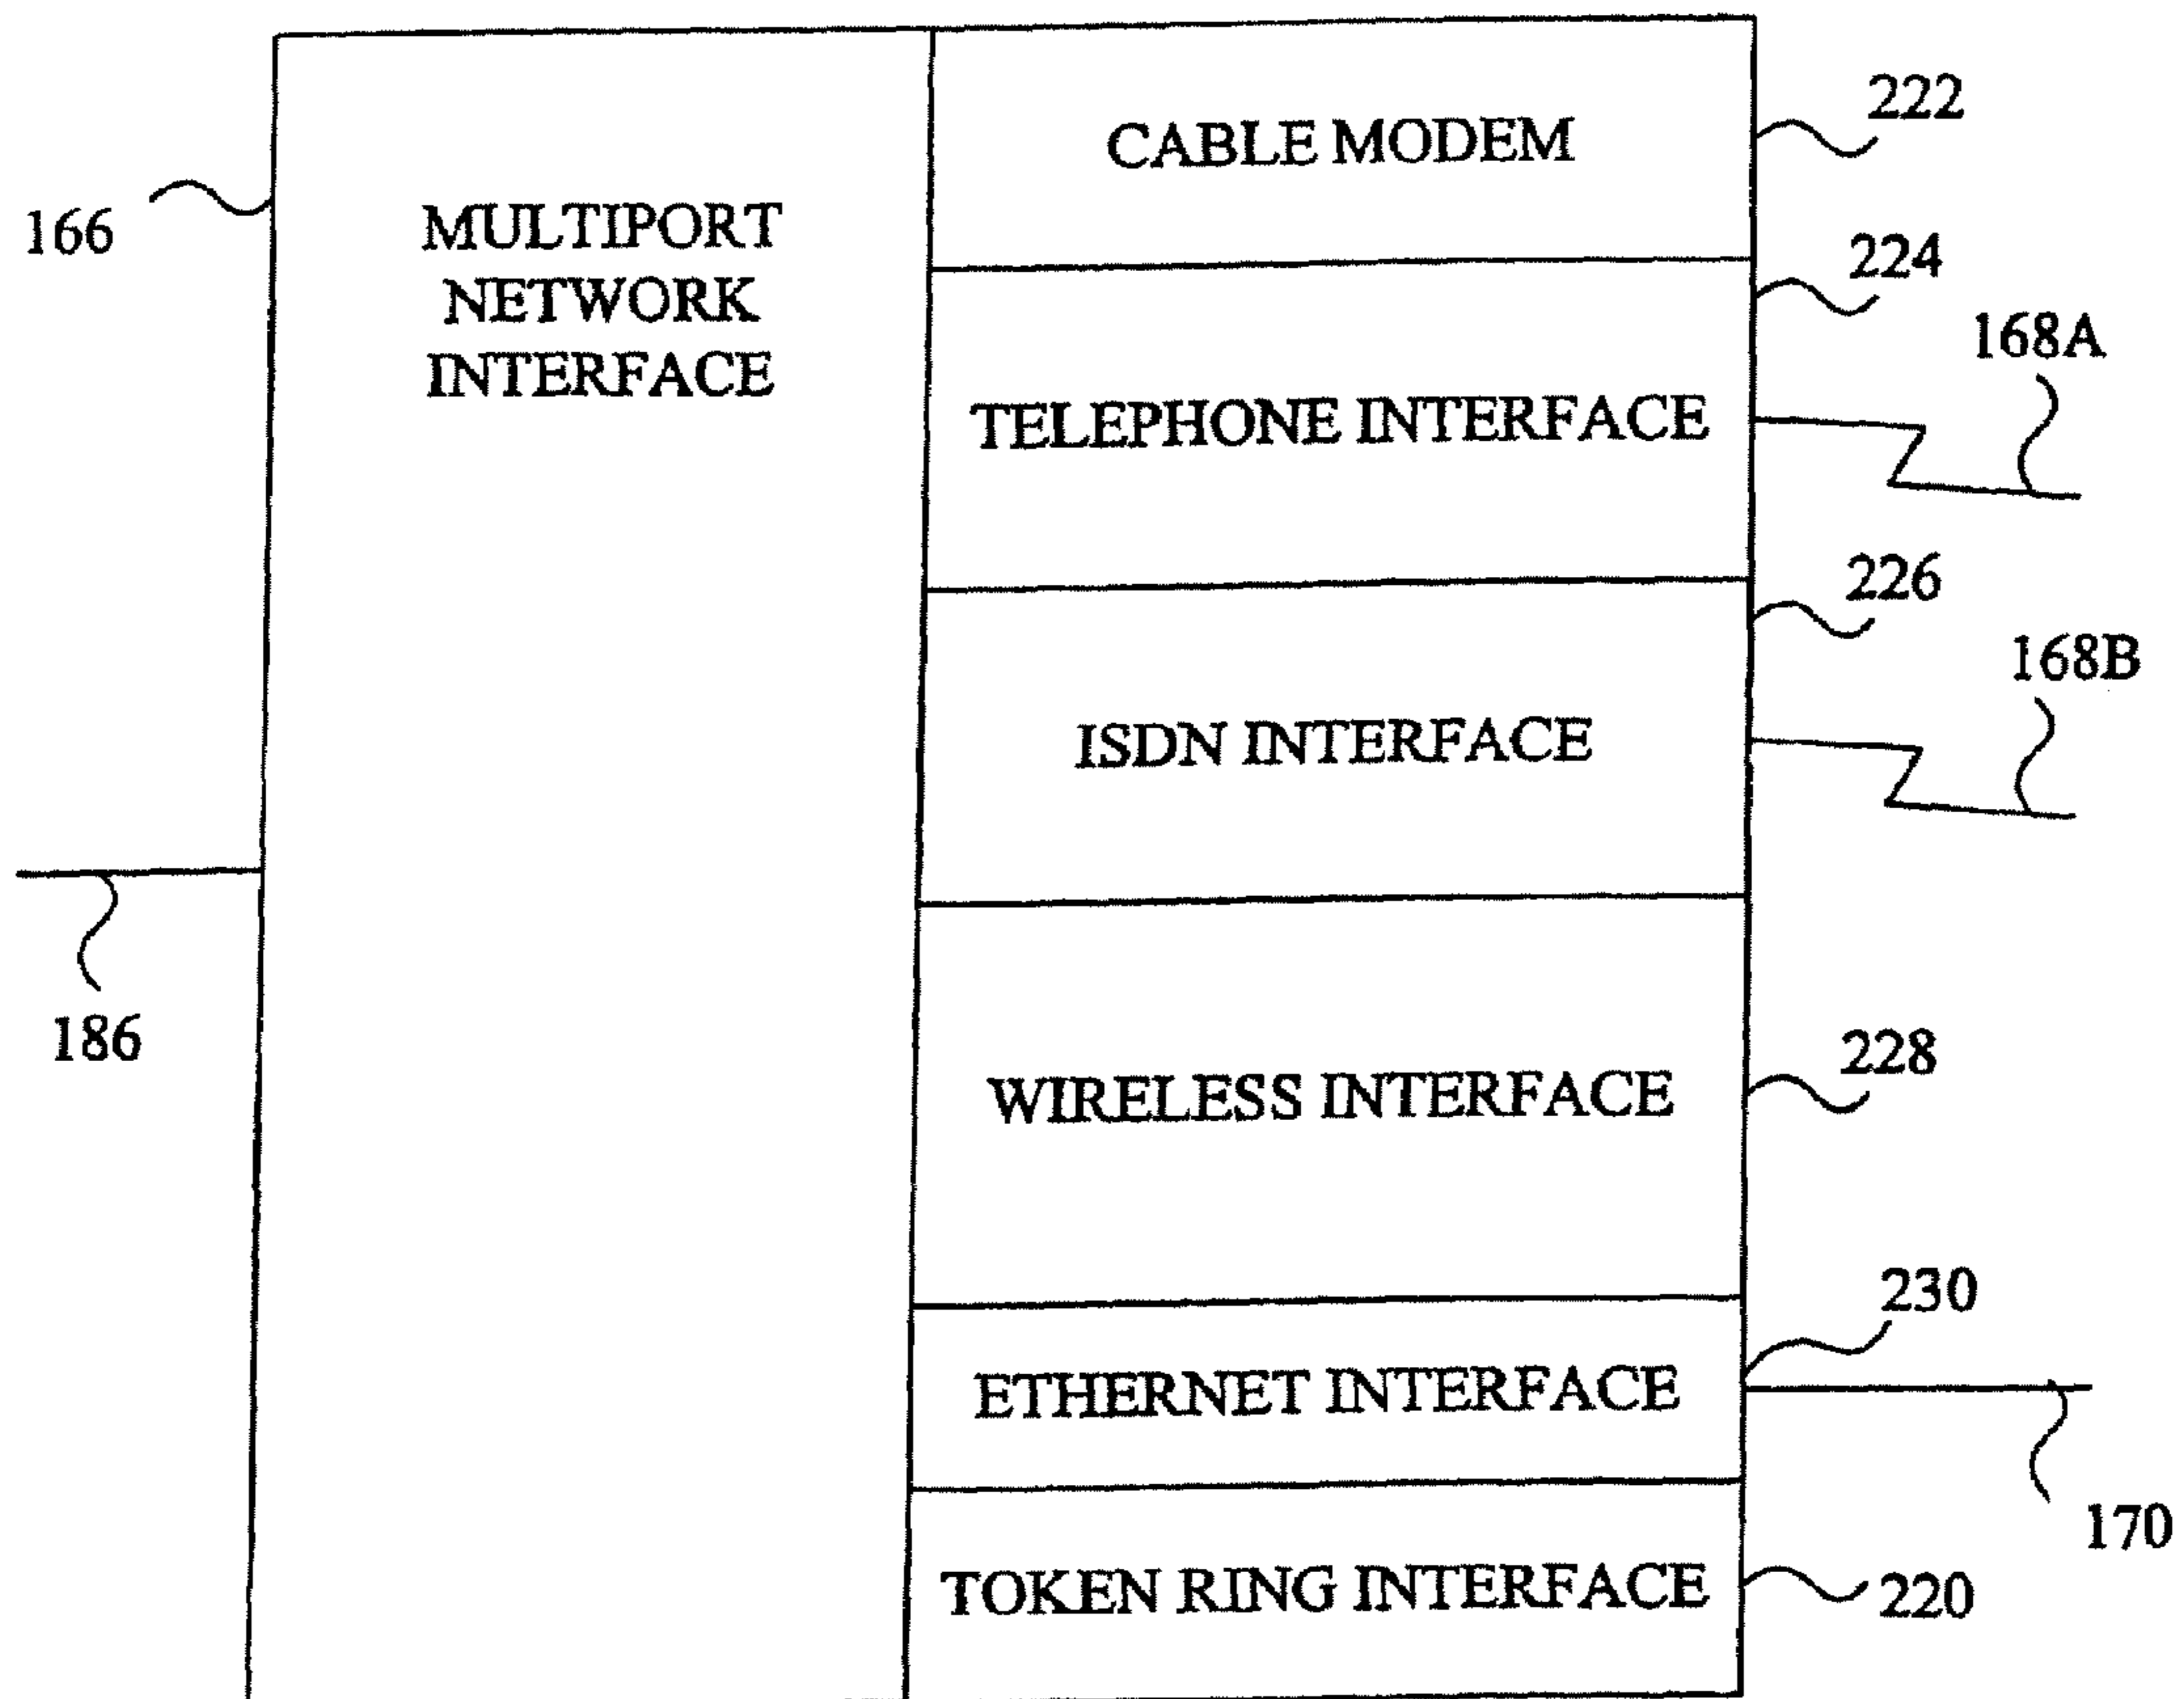 CABLE MODEM
222
166
MULTIPORT
NETWORK
INTERFACE
224
168A
TELEPHONE INTERFACE
226
168B
ISDN INTERFACE
186
228
WIRELESS INTERFACE
230
ETHERNET INTERFACE
170
TOKEN RING INTERFACE
220